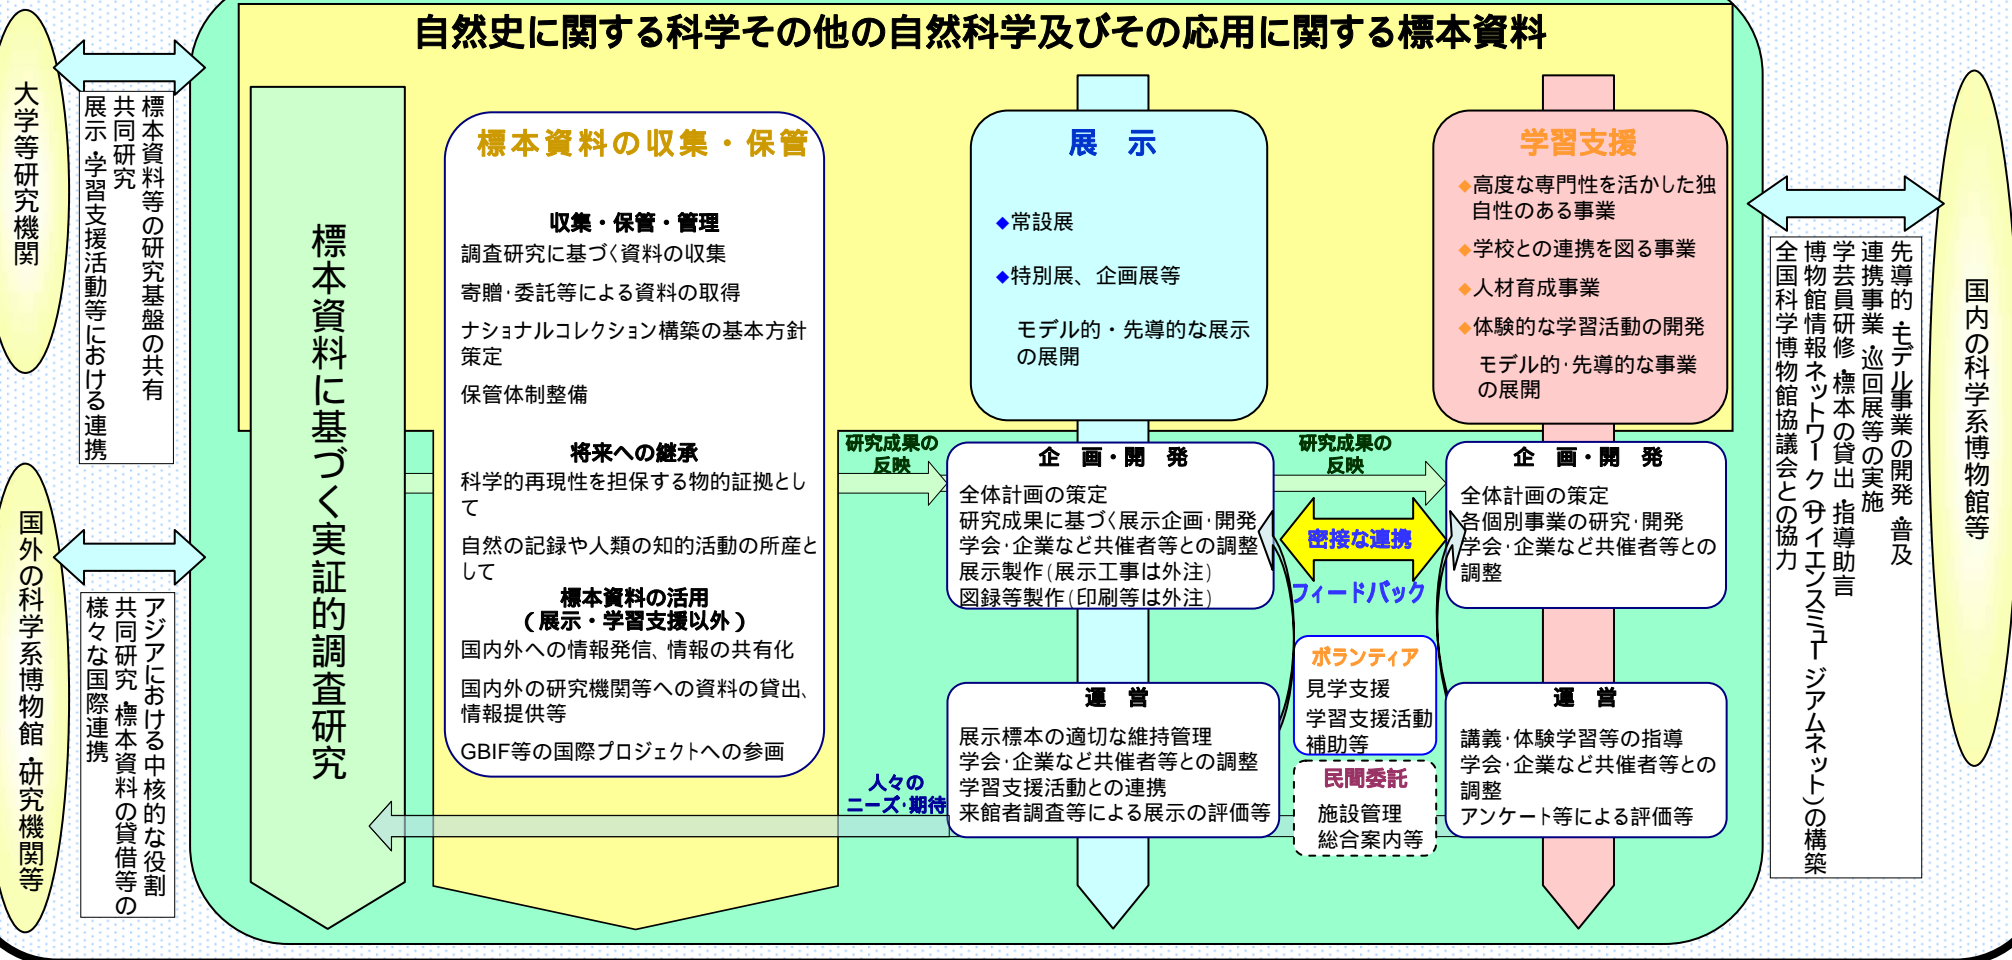 自然史に関する科学その他の自然科学及びその応用に関する標本資料
大学等研究機関
標本資料等の研究基盤の共有
共同研究
展示・学習支援活動等における連携
国外の科学系博物館・研究機関等
アジアにおける中核的な役割
共同研究・標本資料の貸借等の
様々な国際連携
標本資料に基づく実証的調査研究
標本資料の収集・保管
収集・保管・管理
調査研究に基づく資料の収集
寄贈・委託等による資料の取得
ナショナルコレクション構築の基本方針
策定
保管体制整備
将来への継承
科学的再現性を担保する物的証拠とし
て
自然の記録や人類の知的活動の所産と
して
標本資料の活用
(展示・学習支援以外)
国内外への情報発信、情報の共有化
国内外の研究機関等への資料の貸出、
情報提供等
GBIF等の国際プロジェクトへの参画
展 示
◆常設展
◆特別展、企画展等
モデル的・先導的な展示
の展開
学習支援
◆高度な専門性を活かした独
自性のある事業
◆学校との連携を図る事業
◆人材育成事業
◆体験的な学習活動の開発
モデル的・先導的な事業
の展開
研究成果の
反映
企 画・開 発
全体計画の策定
研究成果に基づく展示企画・開発
学会・企業など共催者等との調整
展示製作(展示工事は外注)
図録等製作(印刷等は外注)
研究成果の
反映
密接な連携
フィードバック
企 画・開 発
全体計画の策定
各個別事業の研究・開発
学会・企業など共催者等との
調整
人々の
ニーズ・期待
運 営
展示標本の適切な維持管理
学会・企業など共催者等との調整
学習支援活動との連携
来館者調査等による展示の評価等
ボランティア
見学支援
学習支援活動
補助等
民間委託
施設管理
総合案内等
運 営
講義・体験学習等の指導
学会・企業など共催者等との
調整
アンケート等による評価等
先導的・モデル事業の開発・普及
連携事業・巡回展等の実施
学芸員研修・標本の貸出・指導助言
博物館情報ネットワーク(サイエンスミュージアムネット)の構築
全国科学博物館協議会との協力
国内の科学系博物館等